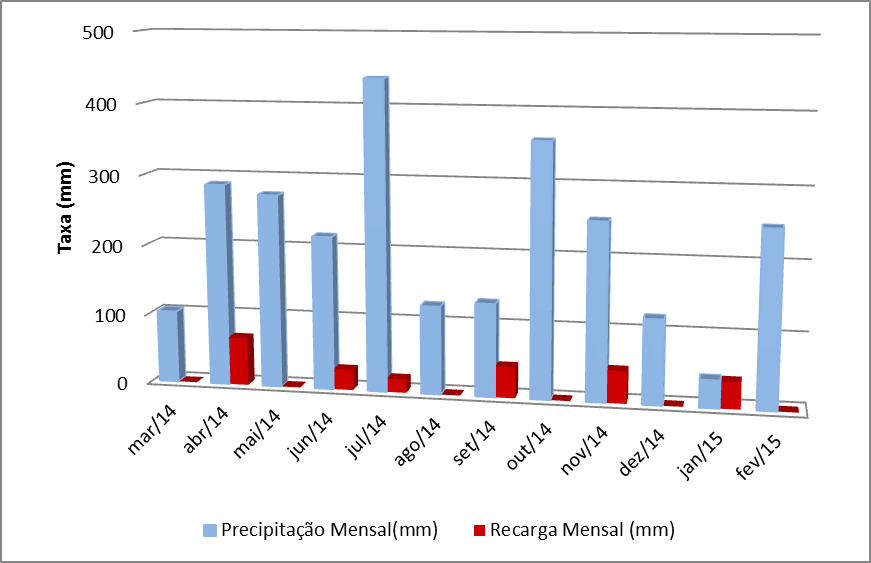 500
400
300
200
100
0
Taxa (mm)
mar/14
abr/14
mai/14
jun/14
jul/14
ago/14
set/14
out/14
nov/14
dez/14
jan/15
fev/15
Precipitação Mensal(mm)
Recarga Mensal (mm)